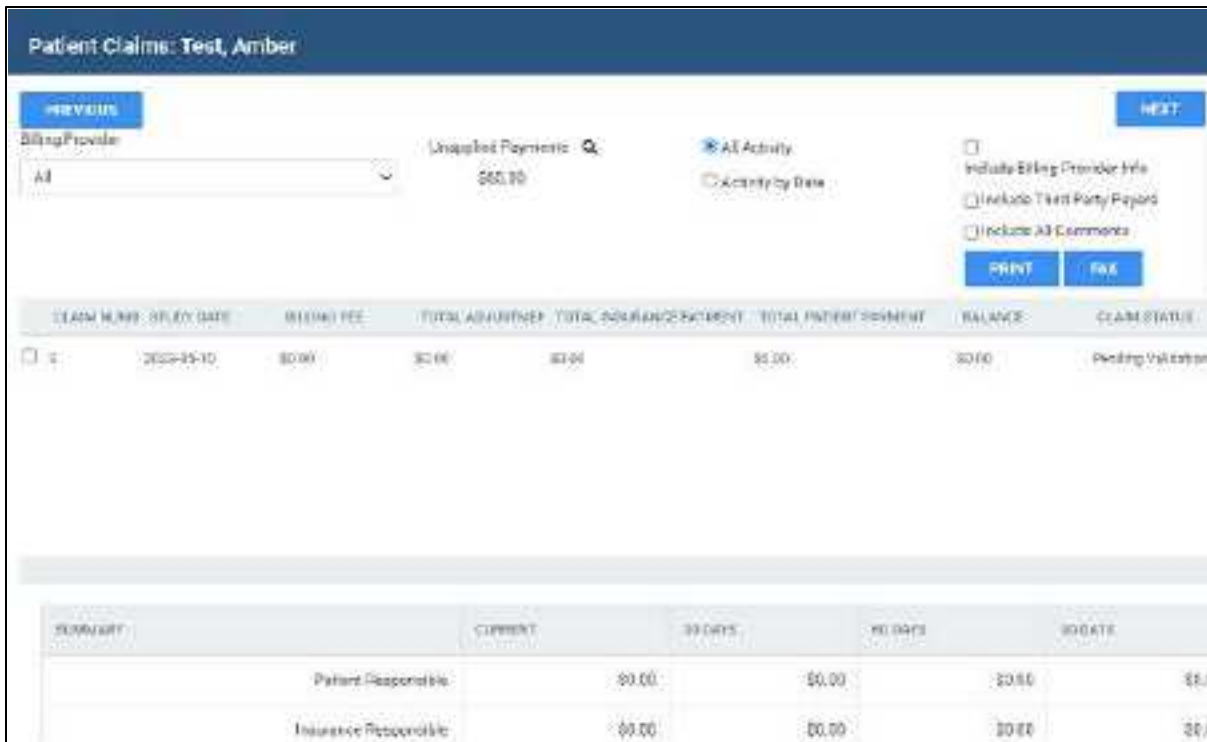 Patient Claims: Test, Amber
PREVIOUS
NEXT
Billing Provider
All
Unapplied Payments
All Activity
Activity by Date
Include Billing Provider Info
Include Third Party Payers
Include All Comments
PRINT FAX
CLAIM NUMB STUDY DATE BILLING FEE TOTAL ADJUSTMEN TOTAL INSURANCE PAYMENT TOTAL PATIENT PAYMENT BALANCE CLAIM STATUS
$0.00 $0.00 $0.00 $0.00 $0.00 Pending Validation
SUMMARY CURRENT 30 DAYS 60 DAYS 90 DAYS
Patient Responsible $0.00 $0.00 $0.00
Insurance Responsible $0.00 $0.00 $0.00